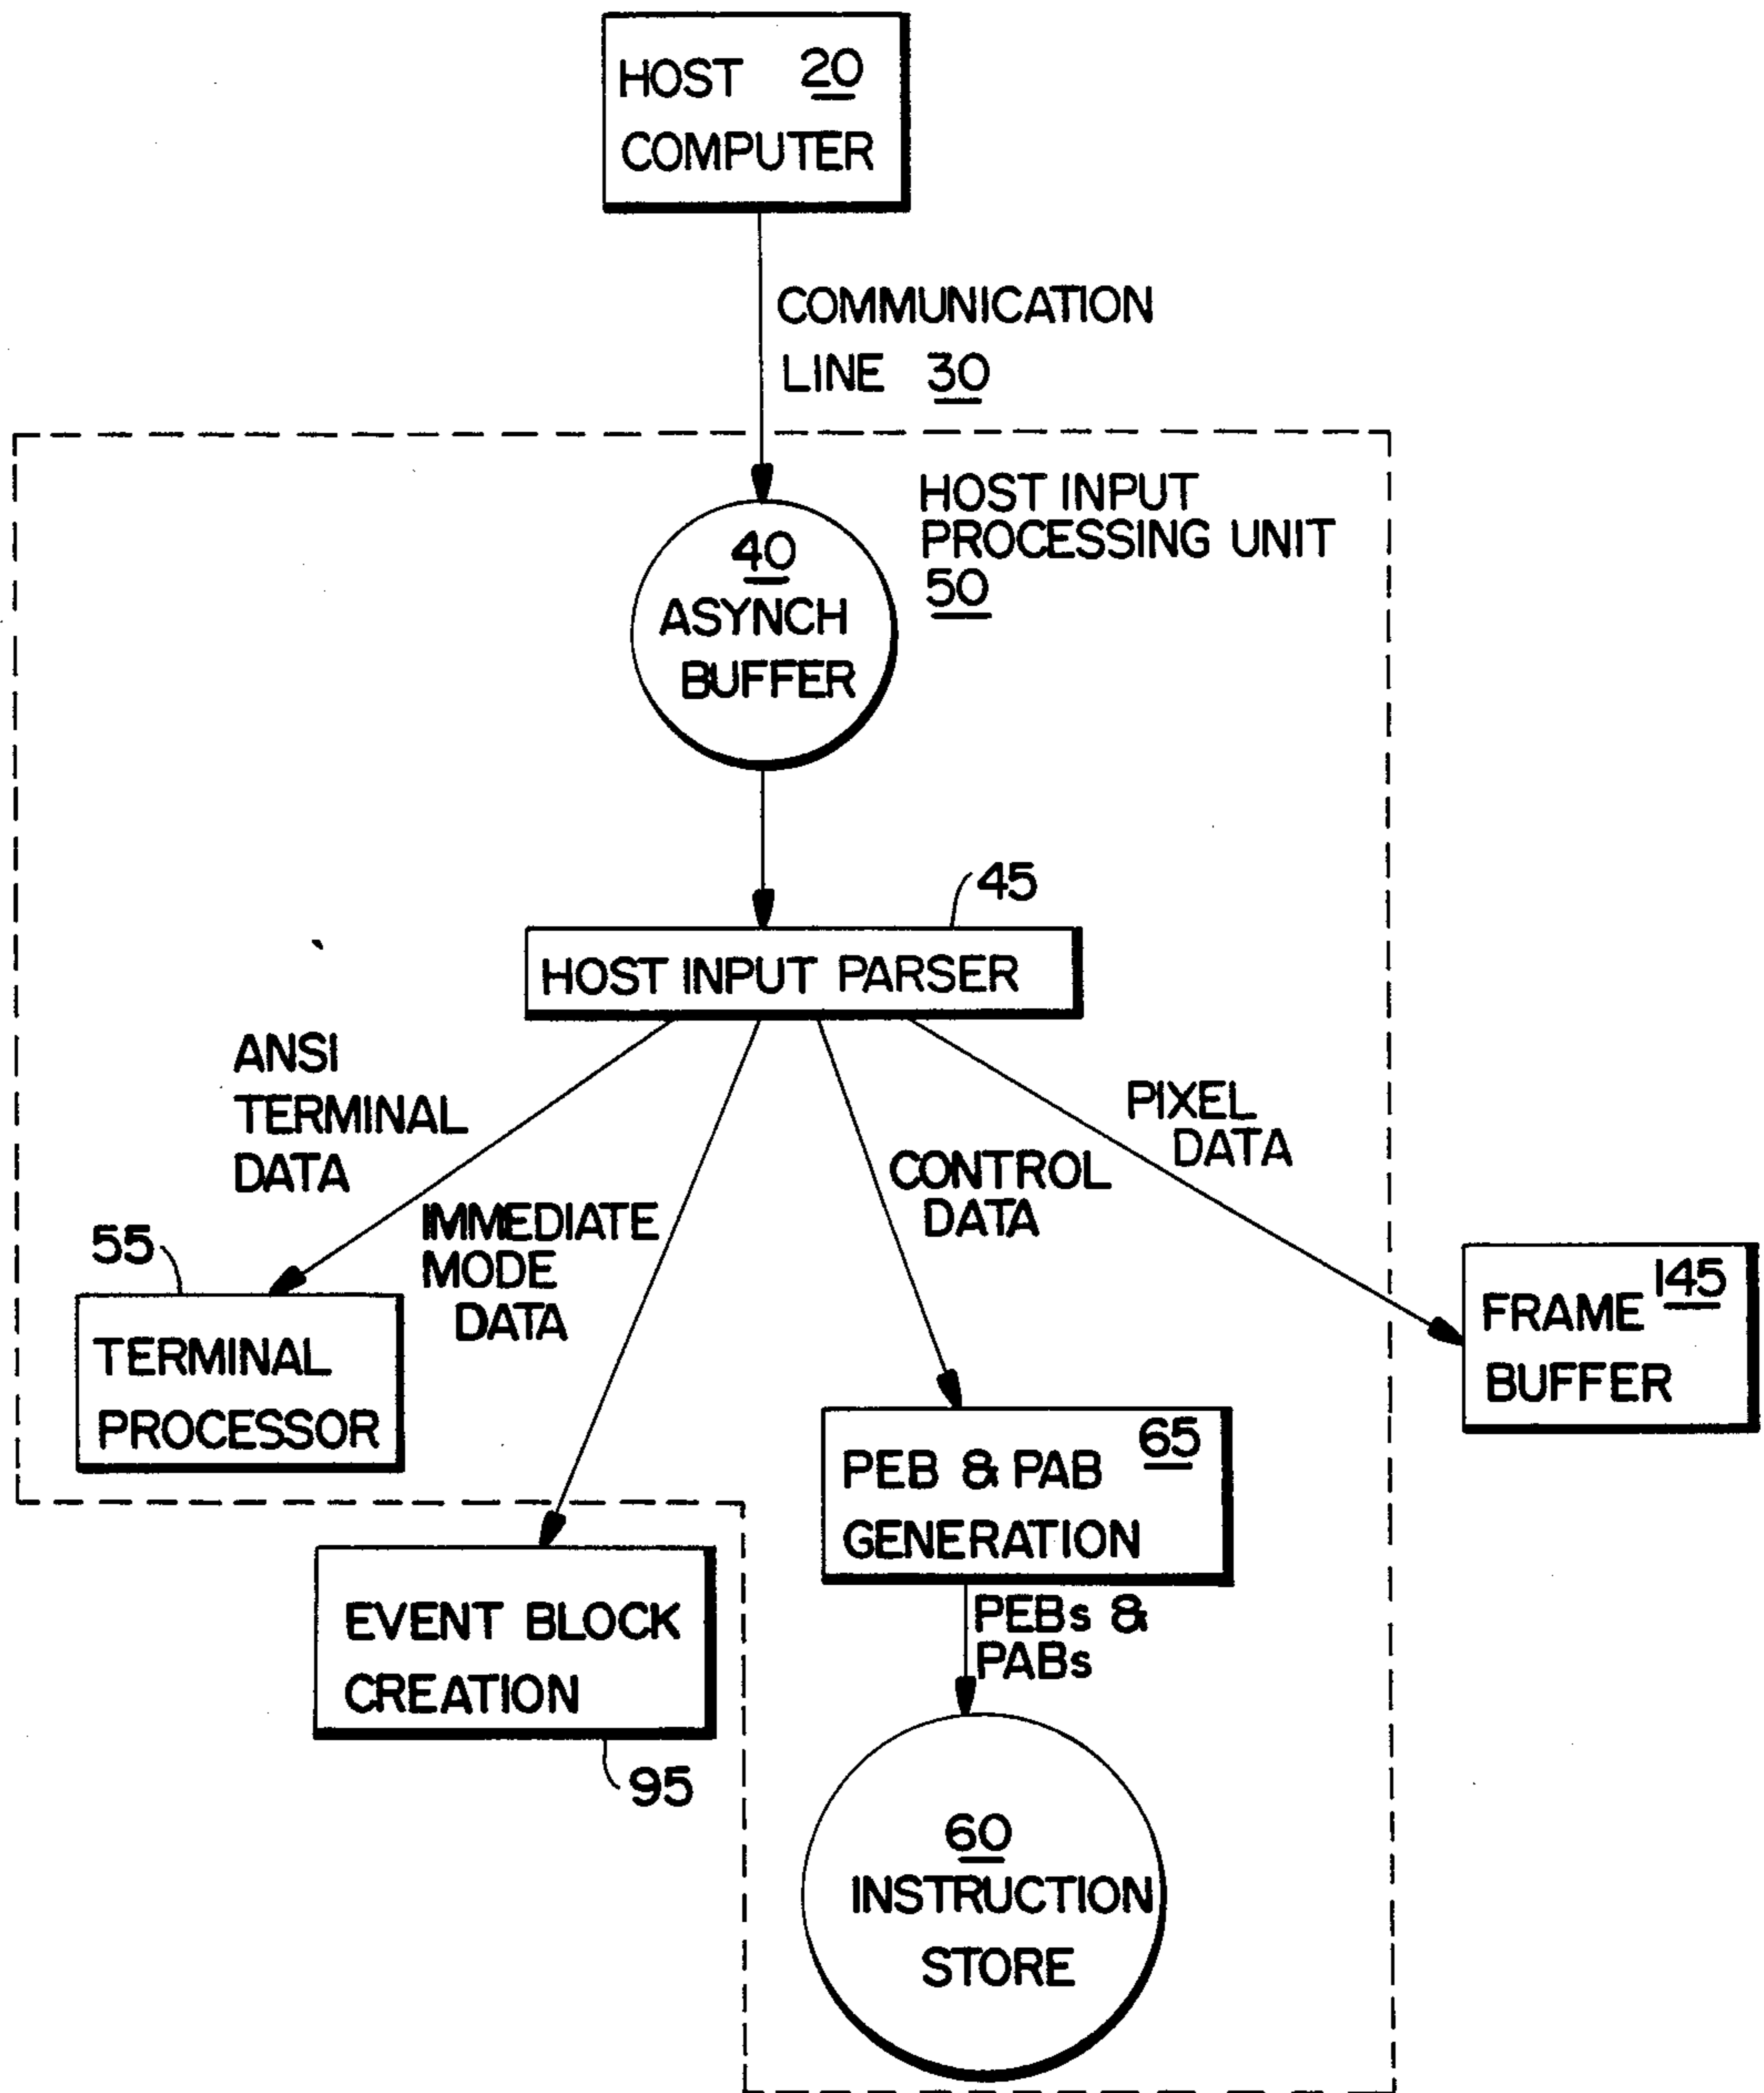 HOST 20
COMPUTER
COMMUNICATION
LINE 30
HOST INPUT
PROCESSING UNIT
50
40
ASYNCH
BUFFER
45
HOST INPUT PARSER
ANSI
TERMINAL
DATA
IMMEDIATE
MODE
DATA
CONTROL
DATA
PIXEL
DATA
55
TERMINAL
PROCESSOR
145
FRAME
BUFFER
65
PEB & PAB
GENERATION
EVENT BLOCK
CREATION
95
PEBs &
PABs
60
INSTRUCTION
STORE